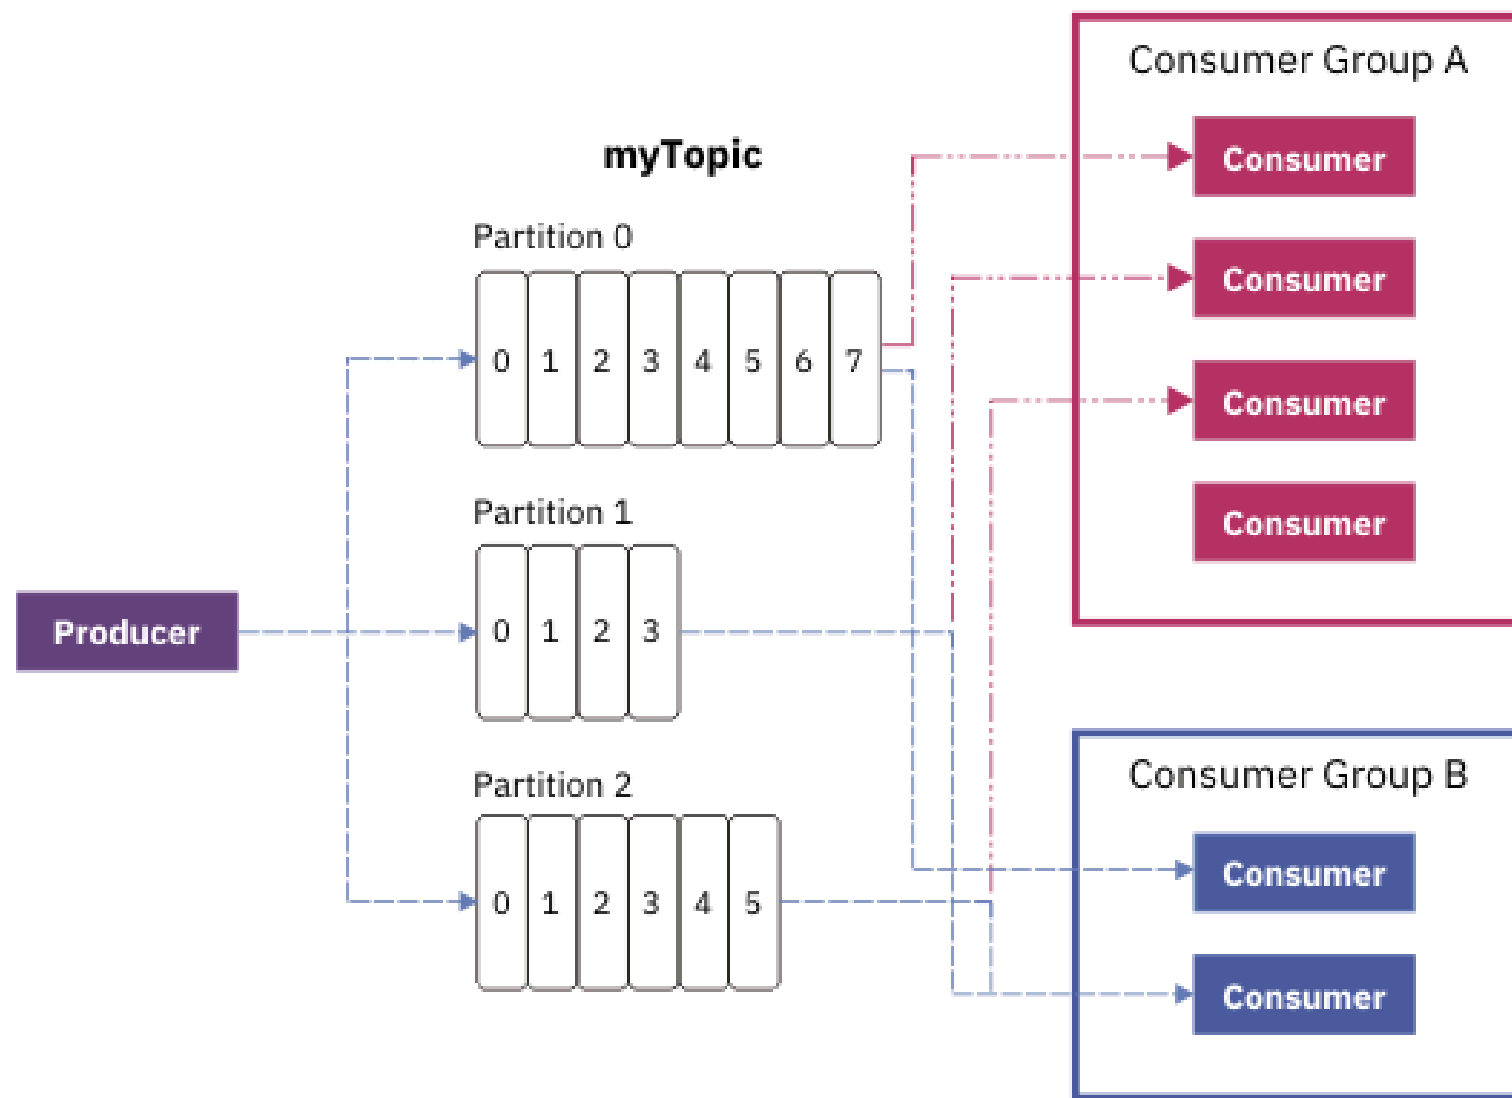 myTopic
Partition 0
0 1 2 3 4 5 6 7
Partition 1
0 1 2 3
Partition 2
0 1 2 3 4 5
Producer
Consumer Group A
Consumer
Consumer
Consumer
Consumer
Consumer Group B
Consumer
Consumer